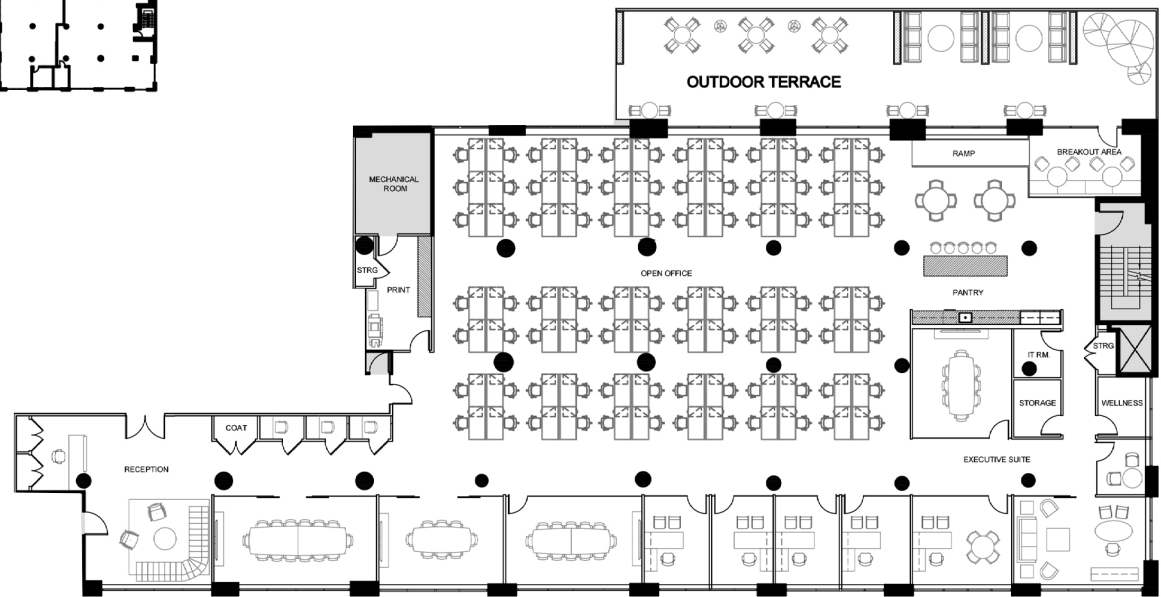 OUTDOOR TERRACE
MECHANICAL
ROOM
RAMP
BREAKOUT AREA
STRG
PRINT
OPEN OFFICE
PANTRY
IT RM.
STRG
STORAGE
WELLNESS
COAT
RECEPTION
EXECUTIVE SUITE